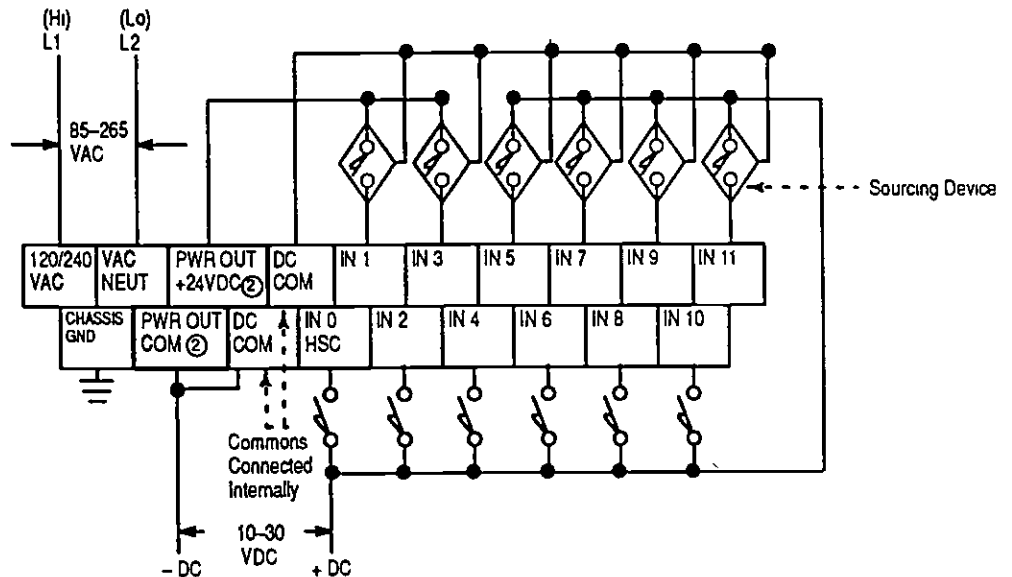 (Hi)
L1
(Lo)
L2
85–265
VAC
Sourcing Device
120/240
VAC
VAC
NEUT
PWR OUT
+24VDC②
DC
COM
IN 1
IN 3
IN 5
IN 7
IN 9
IN 11
CHASSIS
GND
PWR OUT
COM ②
DC
COM
IN 0
HSC
IN 2
IN 4
IN 6
IN 8
IN 10
Commons
Connected
Internally
10–30
VDC
– DC
+ DC